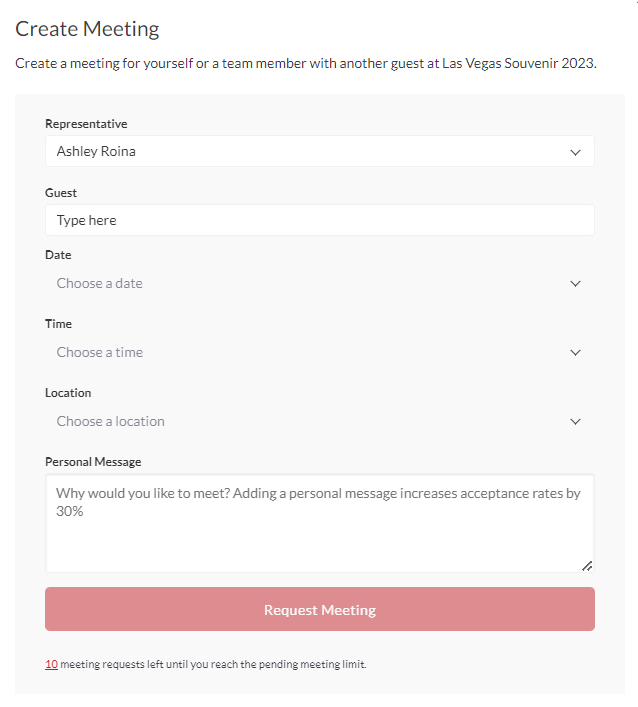 Create Meeting
Create a meeting for yourself or a team member with another guest at Las Vegas Souvenir 2023.
Representative
Ashley Roina
Guest
Type here
Date
Choose a date
Time
Choose a time
Location
Choose a location
Personal Message
Why would you like to meet? Adding a personal message increases acceptance rates by
30%
Request Meeting
10 meeting requests left until you reach the pending meeting limit.